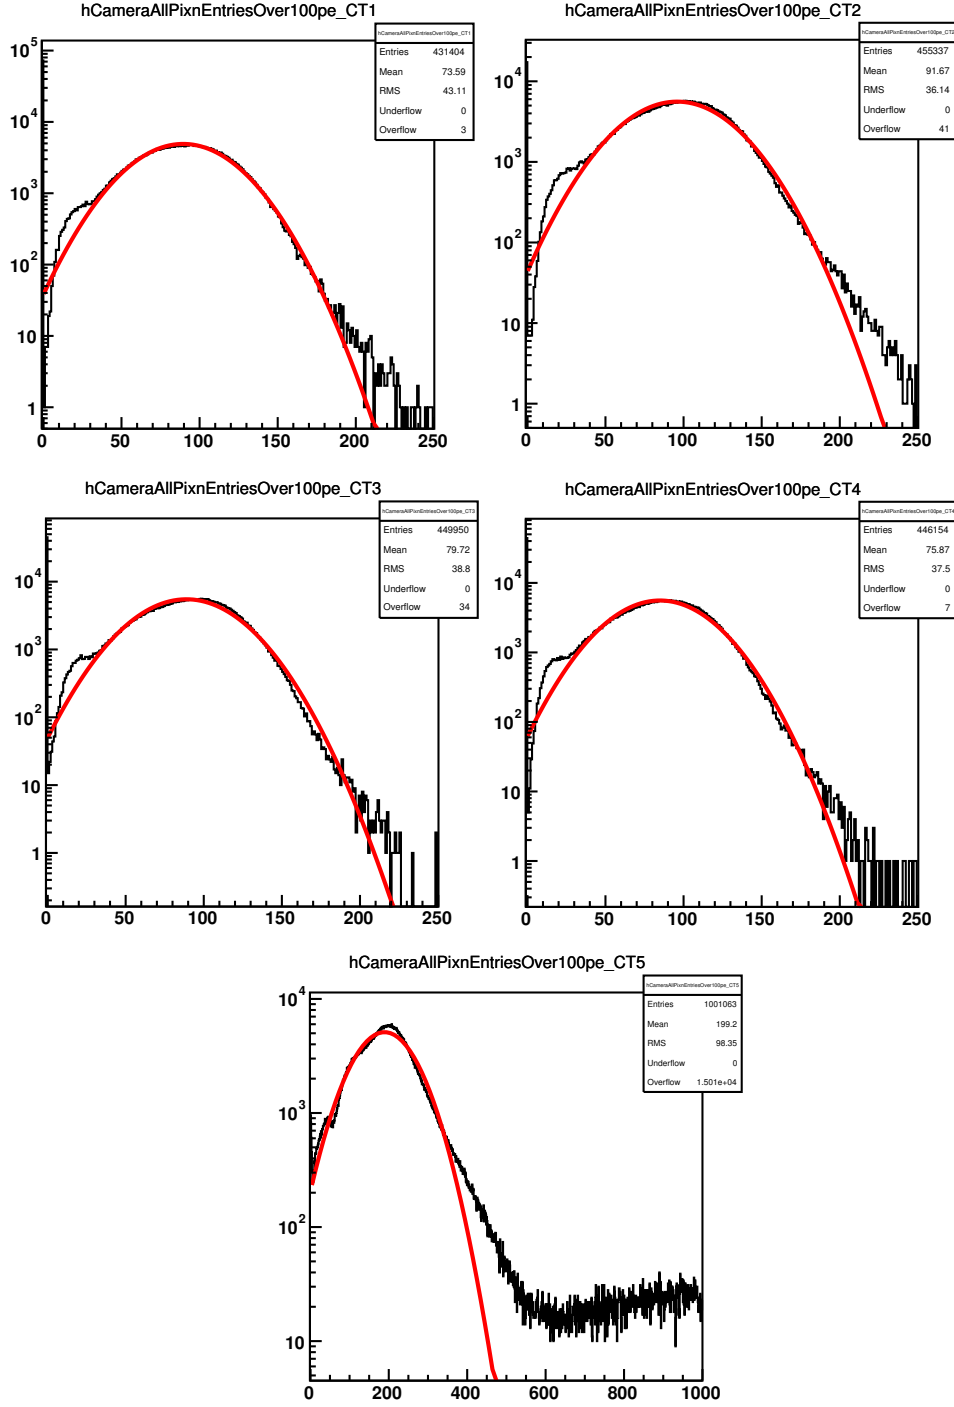 hCameraAllPixnEntriesOver100pe_CT1
hCameraAllPixnEntriesOver100pe_CT1
Entries 431404
Mean 73.59
RMS 43.11
Underflow 0
Overflow 3
10^5
10^4
10^3
10^2
10
1
0 50 100 150 200 250
hCameraAllPixnEntriesOver100pe_CT2
hCameraAllPixnEntriesOver100pe_CT2
Entries 455337
Mean 91.67
RMS 36.14
Underflow 0
Overflow 41
10^4
10^3
10^2
10
1
0 50 100 150 200 250
hCameraAllPixnEntriesOver100pe_CT3
hCameraAllPixnEntriesOver100pe_CT3
Entries 449950
Mean 79.72
RMS 38.8
Underflow 0
Overflow 34
10^4
10^3
10^2
10
1
0 50 100 150 200 250
hCameraAllPixnEntriesOver100pe_CT4
hCameraAllPixnEntriesOver100pe_CT4
Entries 446154
Mean 75.87
RMS 37.5
Underflow 0
Overflow 7
10^4
10^3
10^2
10
1
0 50 100 150 200 250
hCameraAllPixnEntriesOver100pe_CT5
hCameraAllPixnEntriesOver100pe_CT5
Entries 1001063
Mean 199.2
RMS 98.35
Underflow 0
Overflow 1.501e+04
10^4
10^3
10^2
10
0 200 400 600 800 1000